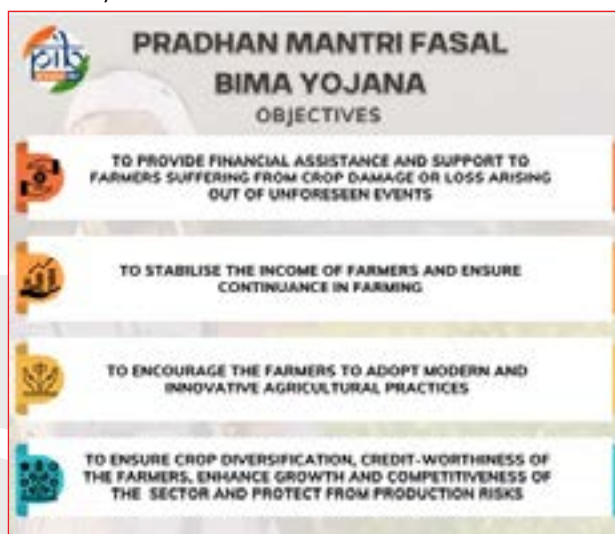 pib
PRADHAN MANTRI FASAL
BIMA YOJANA
OBJECTIVES
TO PROVIDE FINANCIAL ASSISTANCE AND SUPPORT TO
FARMERS SUFFERING FROM CROP DAMAGE OR LOSS ARISING
OUT OF UNFORESEEN EVENTS
TO STABILISE THE INCOME OF FARMERS AND ENSURE
CONTINUANCE IN FARMING
TO ENCOURAGE THE FARMERS TO ADOPT MODERN AND
INNOVATIVE AGRICULTURAL PRACTICES
TO ENSURE CROP DIVERSIFICATION, CREDIT-WORTHINESS OF
THE FARMERS, ENHANCE GROWTH AND COMPETITIVENESS OF
THE SECTOR AND PROTECT FROM PRODUCTION RISKS